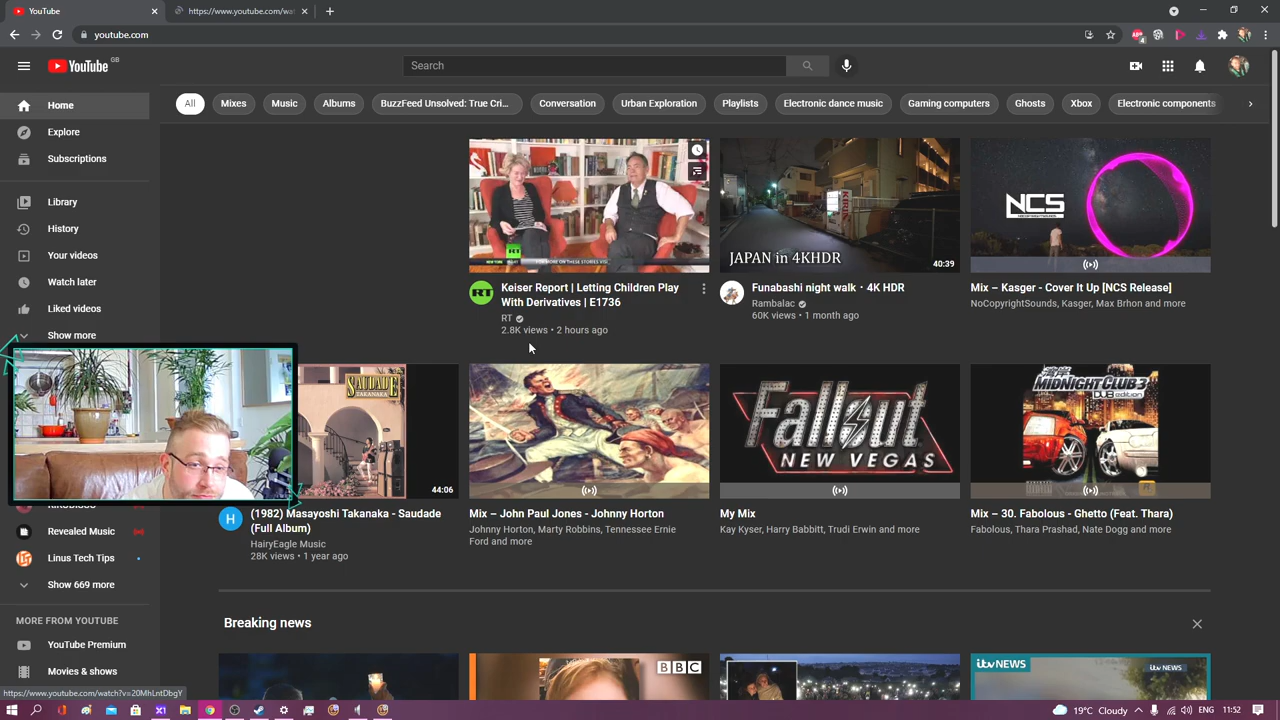 YouTube
https://www.youtube.com/wa
youtube.com
4
YouTube GB
Search
Home
Explore
Subscriptions
Library
History
Your videos
Watch later
Liked videos
Show more
Revealed Music
Linus Tech Tips
Show 669 more
MORE FROM YOUTUBE
YouTube Premium
Movies & shows
All
Mixes
Music
Albums
BuzzFeed Unsolved: True Cri...
Conversation
Urban Exploration
Playlists
Electronic dance music
Gaming computers
Ghosts
Xbox
Electronic components
RT
RT
Keiser Report | Letting Children Play
With Derivatives | E1736
RT
2.8K views • 2 hours ago
JAPAN in 4KHDR
40:39
Funabashi night walk・4K HDR
Rambalac
60K views • 1 month ago
NCS
Mix – Kasger - Cover It Up [NCS Release]
NoCopyrightSounds, Kasger, Max Brhon and more
SAUDADE
TAKANAKA
44:06
H
(1982) Masayoshi Takanaka - Saudade
(Full Album)
HairyEagle Music
28K views • 1 year ago
Mix – John Paul Jones - Johnny Horton
Johnny Horton, Marty Robbins, Tennessee Ernie
Ford and more
Fallout
NEW VEGAS
My Mix
Kay Kyser, Harry Babbitt, Trudi Erwin and more
MIDNIGHT CLUB 3
DUB edition
Mix – 30. Fabolous - Ghetto (Feat. Thara)
Fabolous, Thara Prashad, Nate Dogg and more
Breaking news
BBC
itv NEWS
itv NEWS
https://www.youtube.com/watch?v=20MhLntDbgY
X1
19°C Cloudy
ENG
11:52